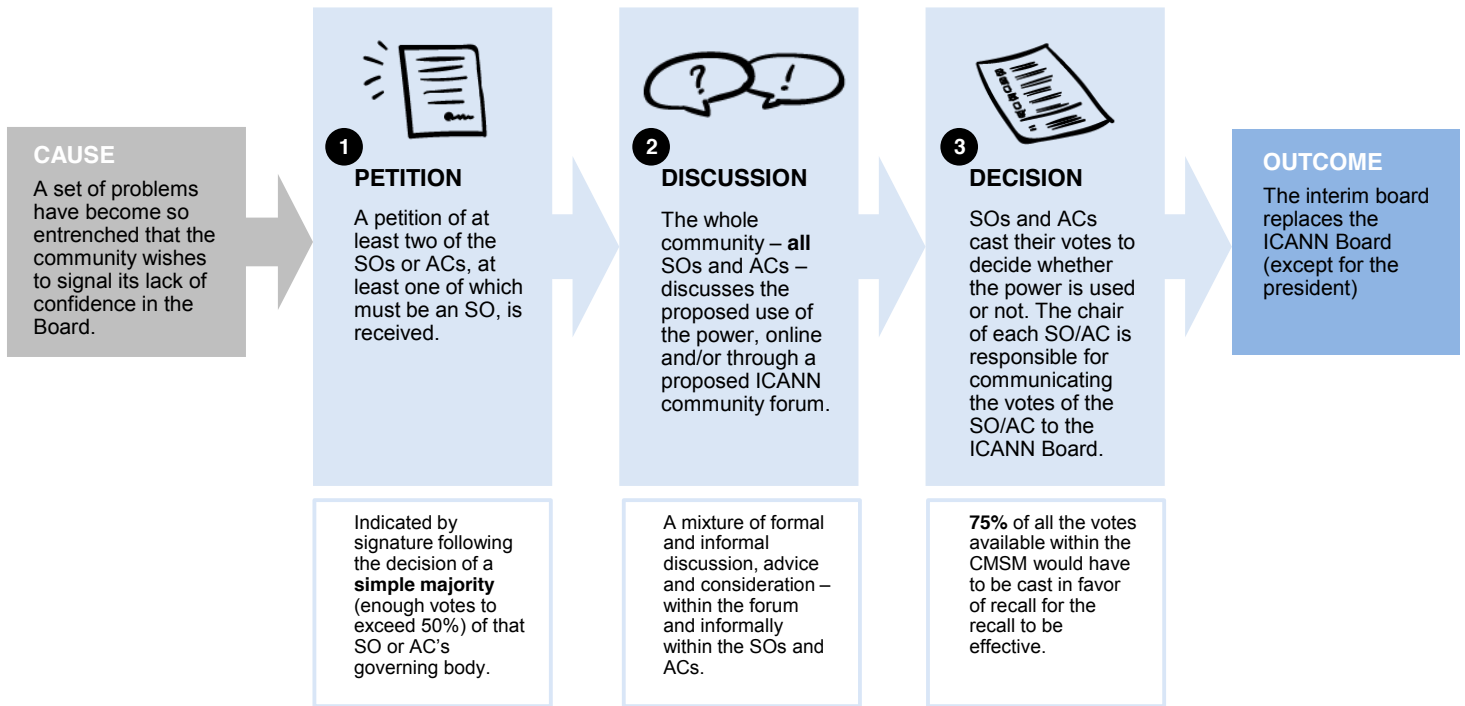 CAUSE
A set of problems
have become so
entrenched that the
community wishes
to signal its lack of
confidence in the
Board.
1
PETITION
A petition of at
least two of the
SOs or ACs, at
least one of which
must be an SO, is
received.
Indicated by
signature following
the decision of a
simple majority
(enough votes to
exceed 50%) of that
SO or AC's
governing body.
?
!
2
DISCUSSION
The whole
community – all
SOs and ACs –
discusses the
proposed use of
the power, online
and/or through a
proposed ICANN
community forum.
A mixture of formal
and informal
discussion, advice
and consideration –
within the forum
and informally
within the SOs and
ACs.
3
DECISION
SOs and ACs
cast their votes to
decide whether
the power is used
or not. The chair
of each SO/AC is
responsible for
communicating
the votes of the
SO/AC to the
ICANN Board.
75% of all the votes
available within the
CMSM would have
to be cast in favor
of recall for the
recall to be
effective.
OUTCOME
The interim board
replaces the
ICANN Board
(except for the
president)